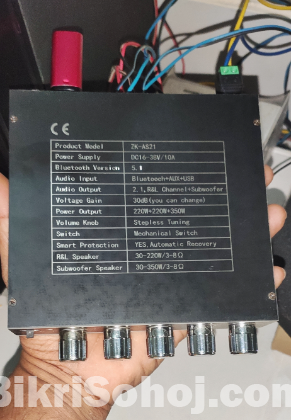 CE
Product Model ZK-AS21
Power Supply DC16-36V/10A
Bluetooth Version 5.1
Audio Input Bluetooch+AUX+USB
Audio Output 2.1,R&L Channel+Subwoofer
Voltage Gain 30dB(you can change)
Power Output 220W+220W+350W
Volume Knob Stepless Tuning
Switch Mechanical Switch
Smart Protection YES,Automatic Recovery
R&L Speaker 30-220W/3-8Ω
Subwoofer Speaker 30-350W/3-8Ω
BikriSohoj.com